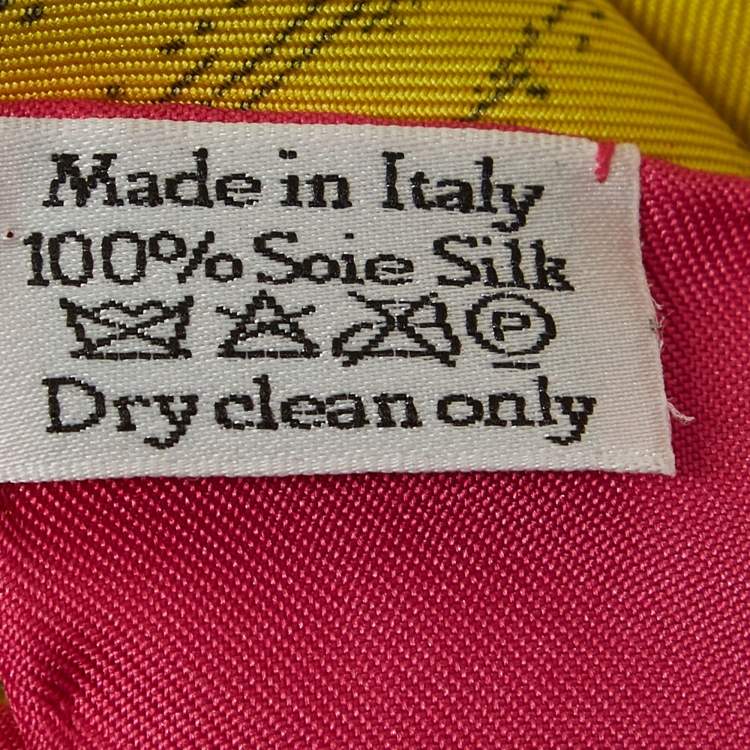 Made in Italy
100% Soie Silk
P
Dry clean only